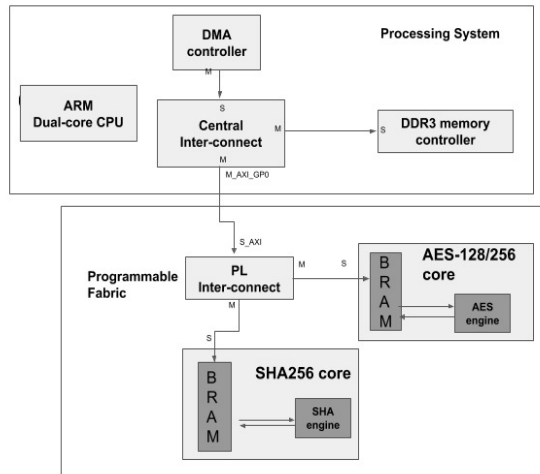 DMA
controller
Processing System
M
ARM
Dual-core CPU
S
Central
Inter-connect
M
M
S
DDR3 memory
controller
M_AXI_GP0
S_AXI
Programmable
Fabric
PL
Inter-connect
M
S
M
S
B
R
A
M
AES-128/256
core
AES
engine
B
R
A
M
SHA256 core
SHA
engine